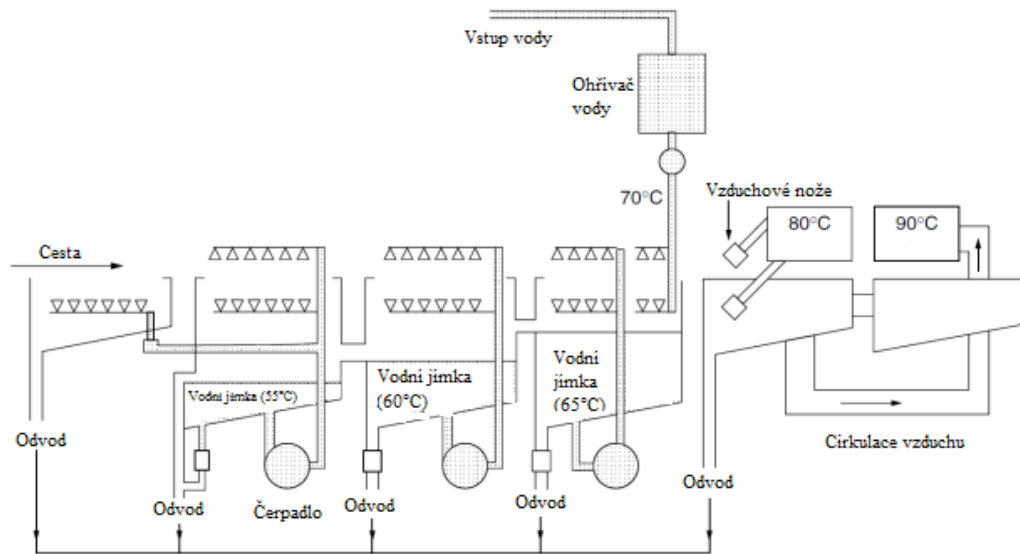 Vstup vody
Ohřívač
vody
70°C
Vzduchové nože
80°C
90°C
Cesta
Vodní jímka (55°C)
Vodní jímka
(60°C)
Vodní
jímka
(65°C)
Odvod
Odvod
Čerpadlo
Odvod
Odvod
Odvod
Cirkulace vzduchu